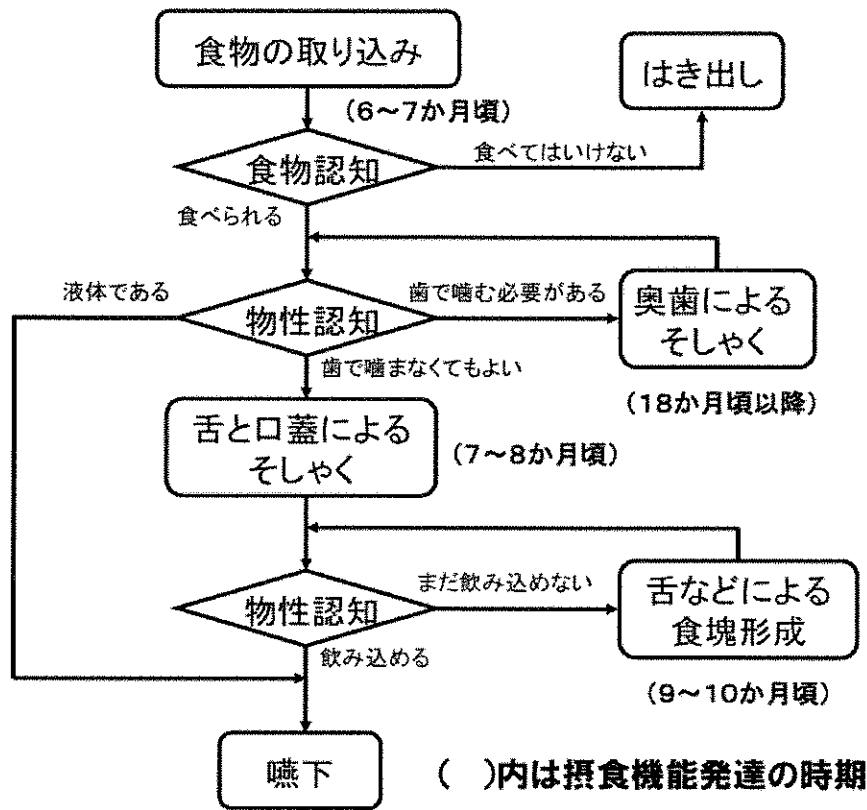 食物の取り込み
はき出し
(6〜7か月頃)
食べてはいけない
食物認知
食べられる
液体である
歯で噛む必要がある
物性認知
奥歯による
そしゃく
歯で噛まなくてもよい
(18か月頃以降)
舌と口蓋による
そしゃく
(7〜8か月頃)
まだ飲み込めない
物性認知
舌などによる
食塊形成
飲み込める
(9〜10か月頃)
嚥下
( )内は摂食機能発達の時期